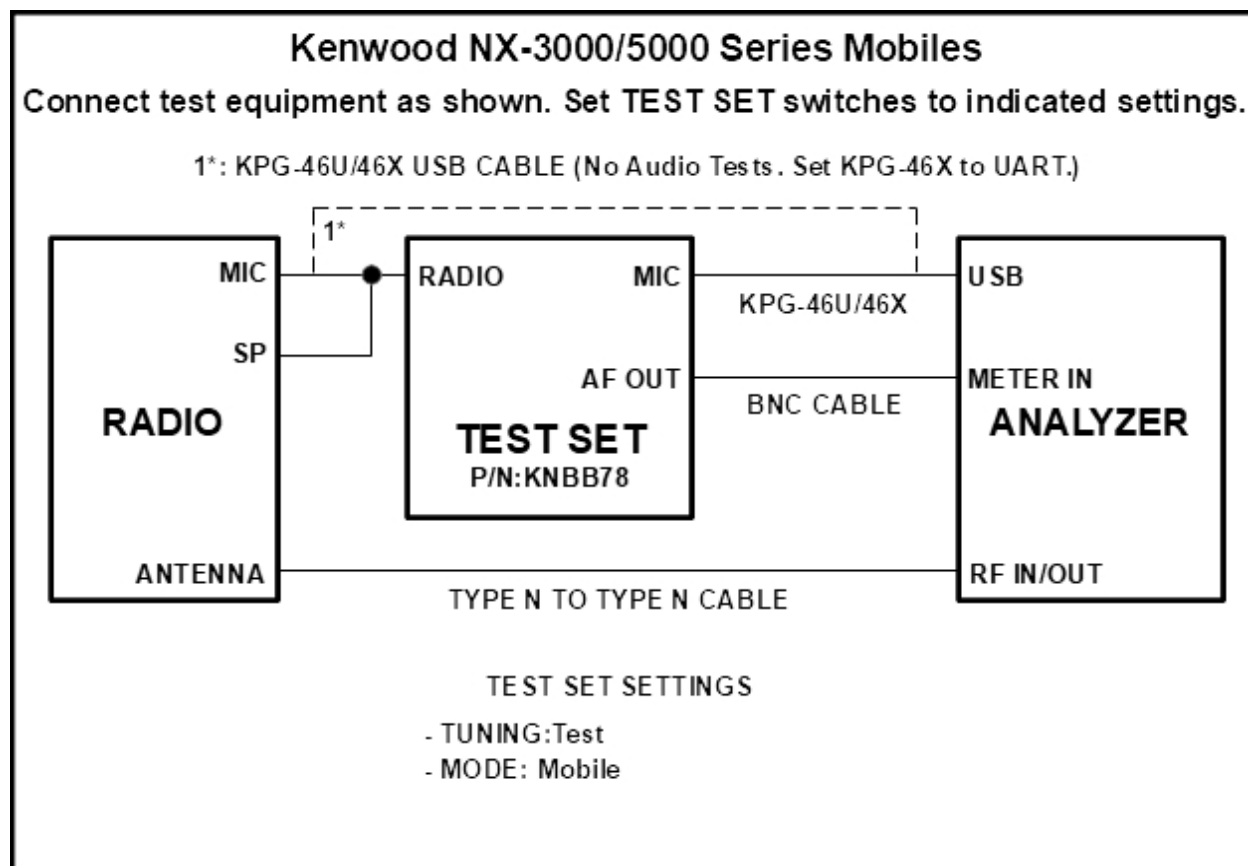 Kenwood NX-3000/5000 Series Mobiles
Connect test equipment as shown. Set TEST SET switches to indicated settings.
1*: KPG-46U/46X USB CABLE (No Audio Tests. Set KPG-46X to UART.)
1*
MIC
RADIO
MIC
USB
KPG-46U/46X
SP
AF OUT
METER IN
BNC CABLE
RADIO
TEST SET
ANALYZER
P/N:KNBB78
ANTENNA
RF IN/OUT
TYPE N TO TYPE N CABLE
TEST SET SETTINGS
- TUNING:Test
- MODE: Mobile